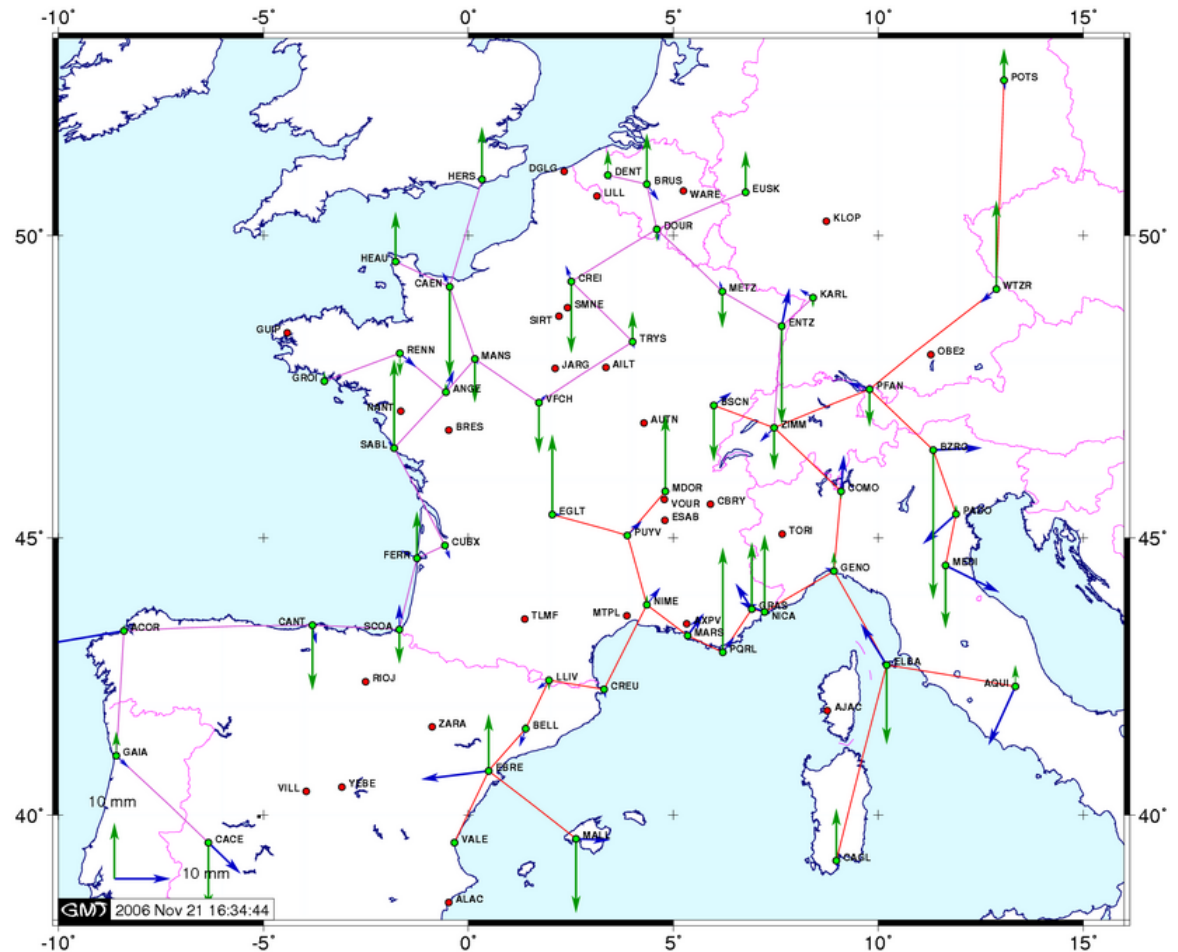 -10° -5° 0° 5° 10° 15°
POTS
DGLG
HERS
DENT
BRUS
EUSK
LILL
WARE
KLOP
50° 50°
DOUR
HEAU
CAEN
CREI
METZ
KARL
WTZR
SMNE
SIRT
GUIP
ENTZ
TRYS
RENN
MANS
OBE2
GROI
JARG
AILT
ANGE
PFAN
NANT
VFCH
BSCN
BRES
AUTN
ZIMM
SABL
BZRG
MDOR
COMO
VOUR
CBRY
EGLT
ESAB
PADO
45° 45°
PUYV
TORI
CUBX
FERR
MEDI
GENO
NIME
GRAS
MTPL
NICA
TLMF
AXPV
ACOR
CANT
SCOA
MARS
PQRL
ELBA
RIOJ
LLIV
CREU
AQUI
AJAC
ZARA
BELL
GAIA
EBRE
VILL
YEBE
10 mm
40° 40°
CACE
VALE
MALL
CAGL
10 mm
ALAC
GMT 2006 Nov 21 16:34:44
-10° -5° 0° 5° 10° 15°